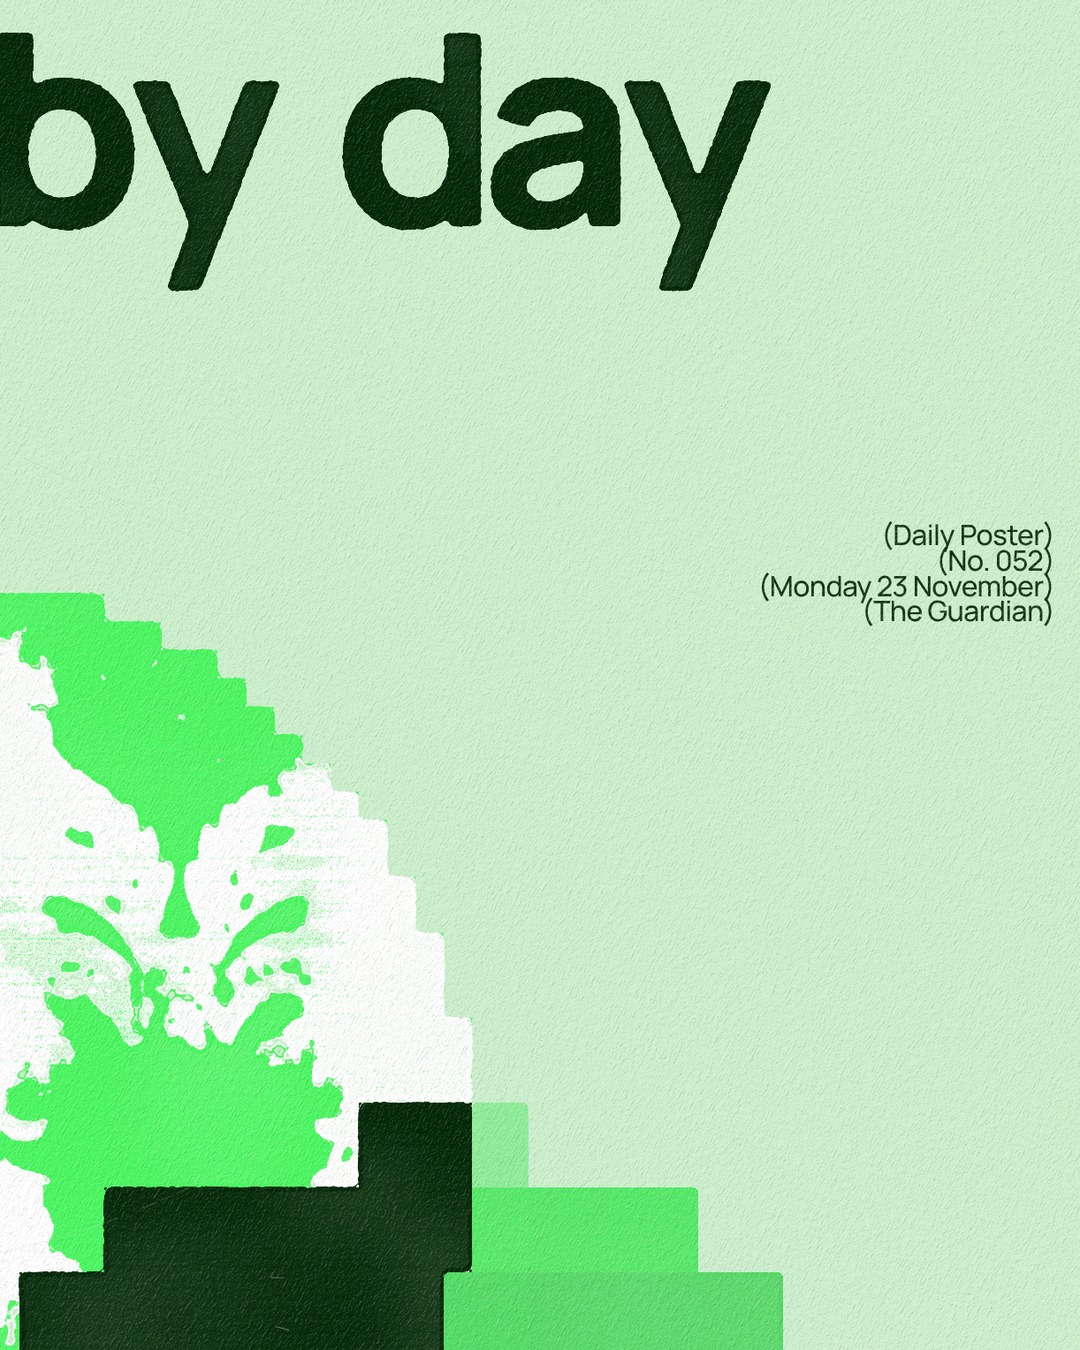 by day
(Daily Poster)
(No. 052)
(Monday 23 November)
(The Guardian)